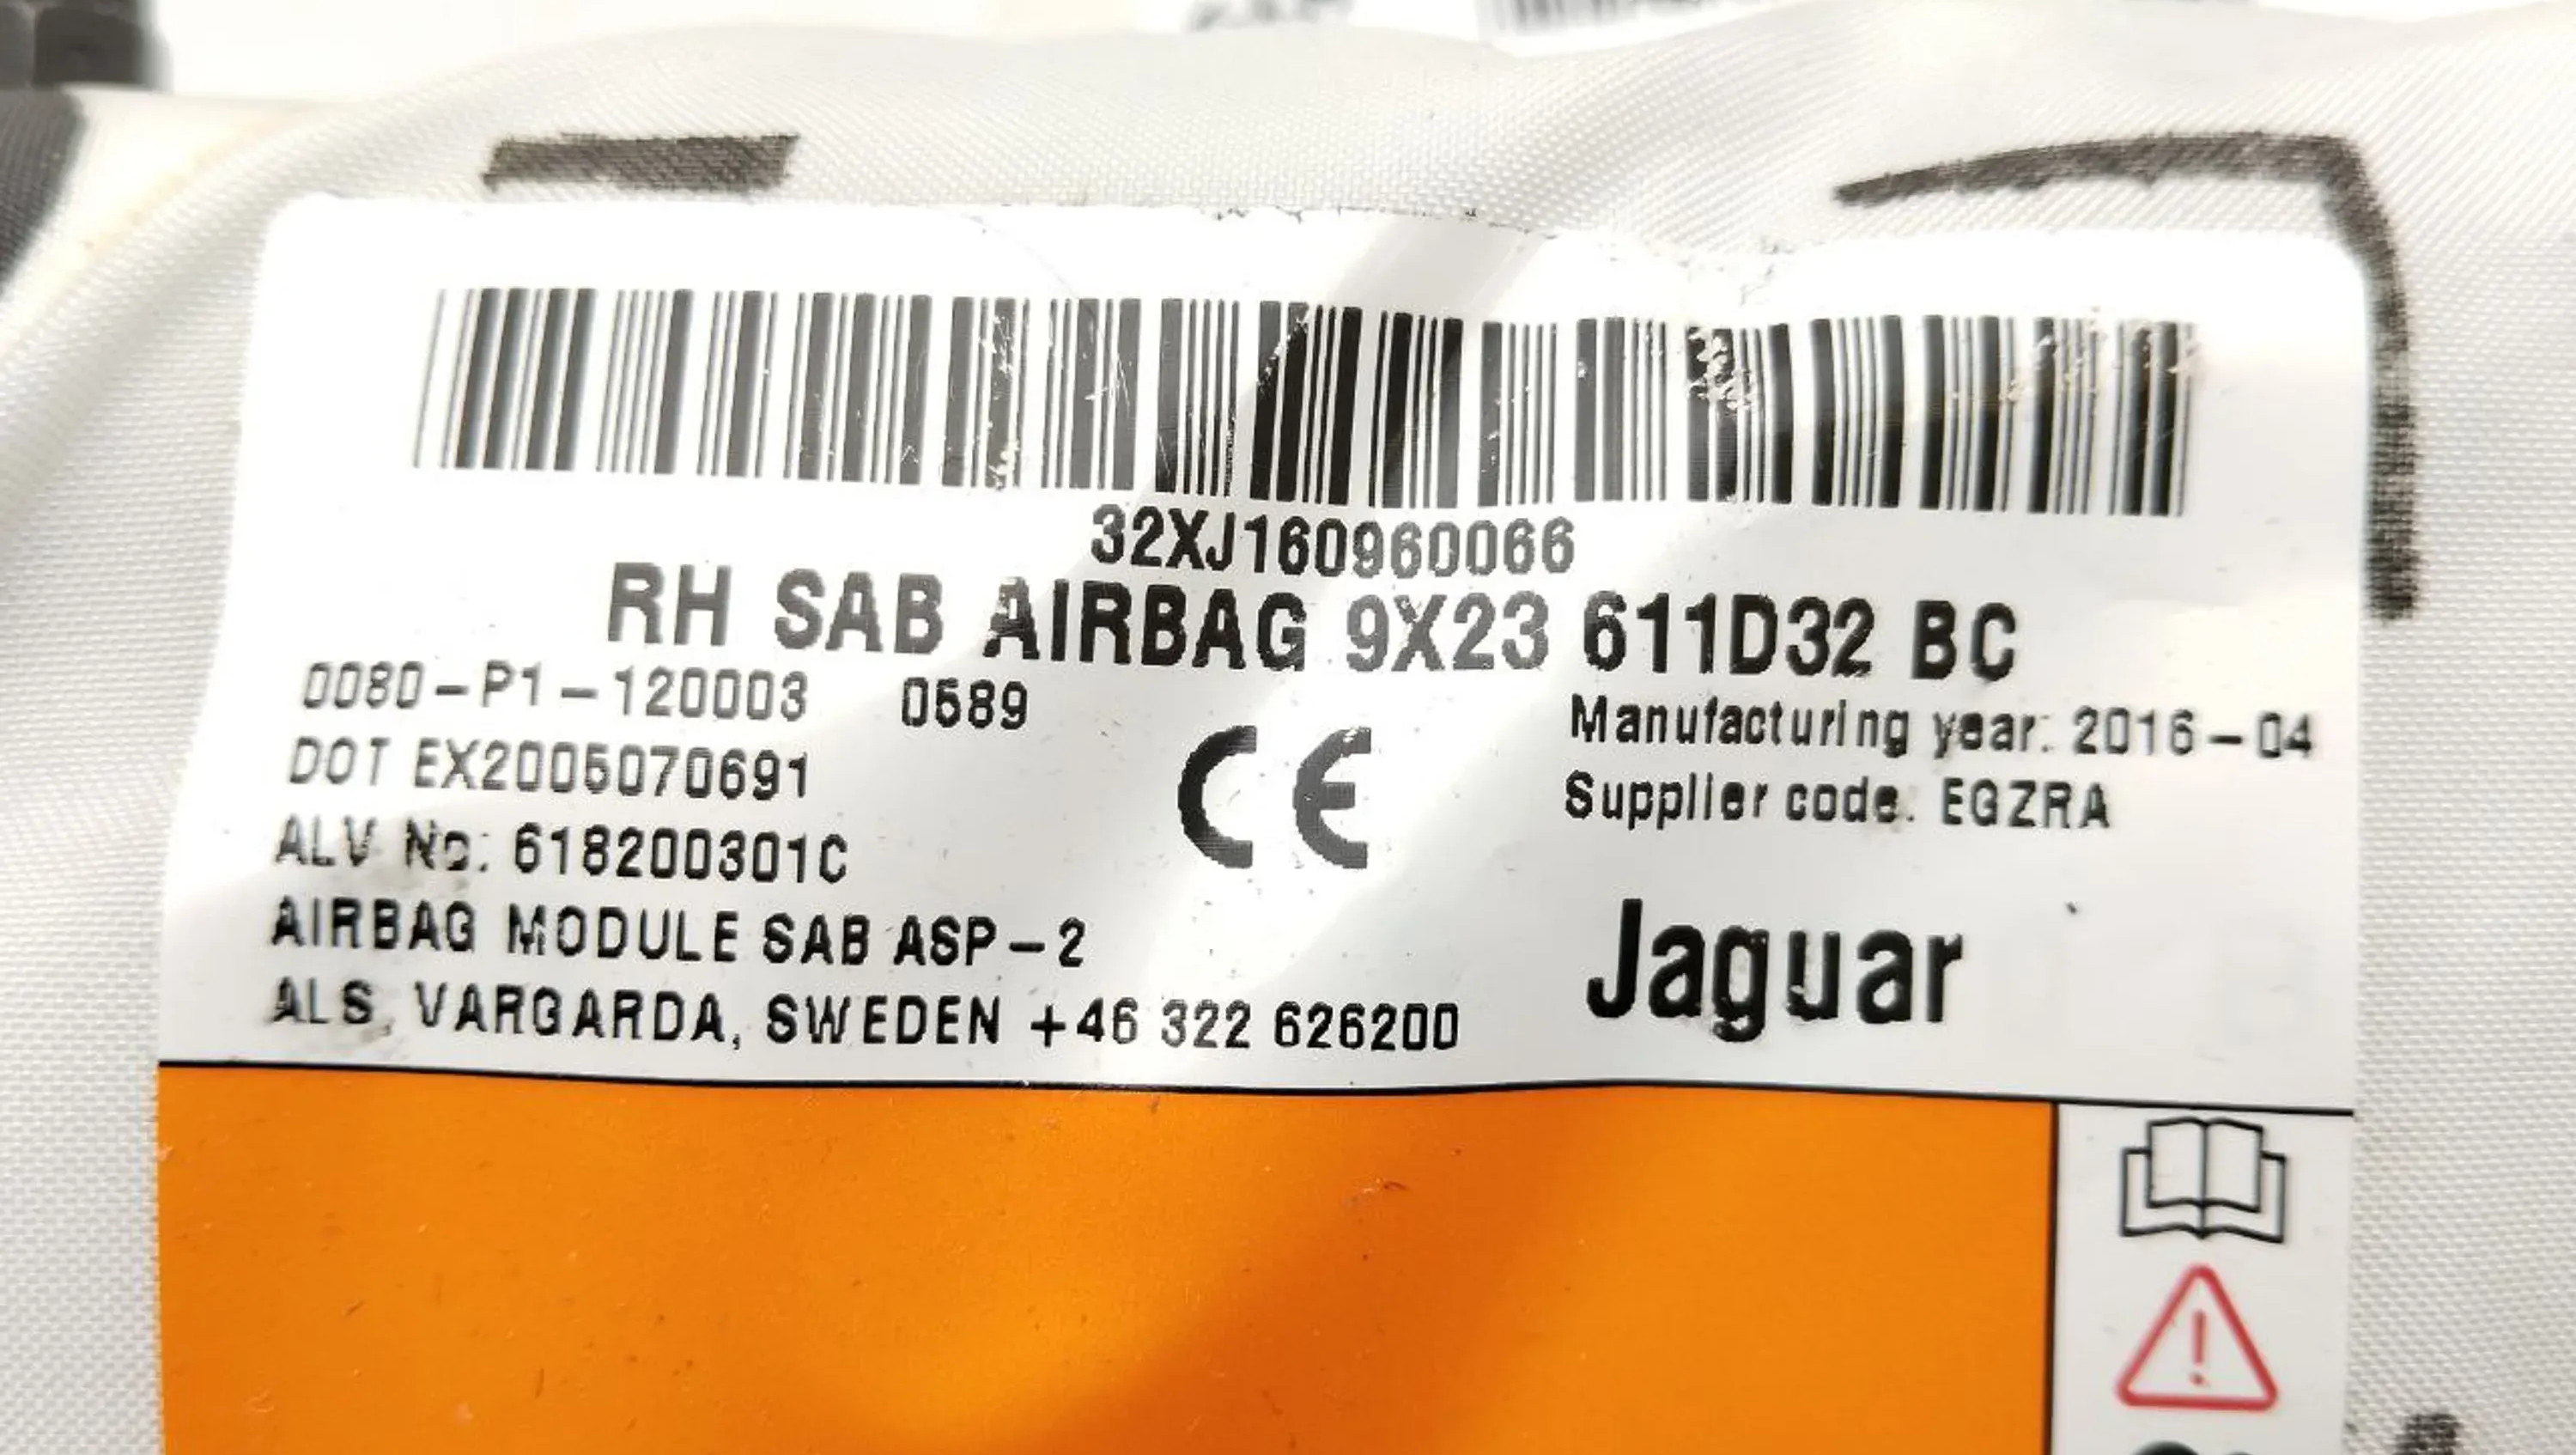 32XJ160960066
RH SAB AIRBAG 9X23 611D32 BC
0080-P1-120003 0589
DOT EX2005070691
ALV No: 618200301C
AIRBAG MODULE SAB ASP-2
ALS, VARGARDA, SWEDEN +46 322 626200
CE
Manufacturing year: 2016-04
Supplier code: EGZRA
Jaguar